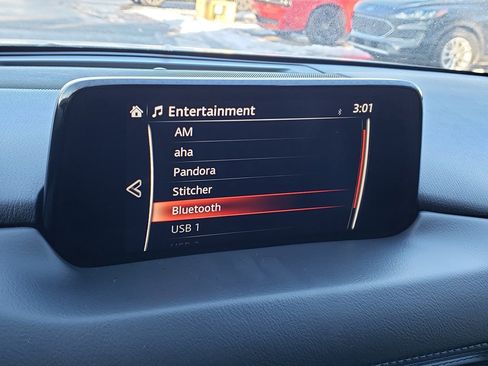 Entertainment 3:01
AM
aha
Pandora
Stitcher
Bluetooth
USB 1